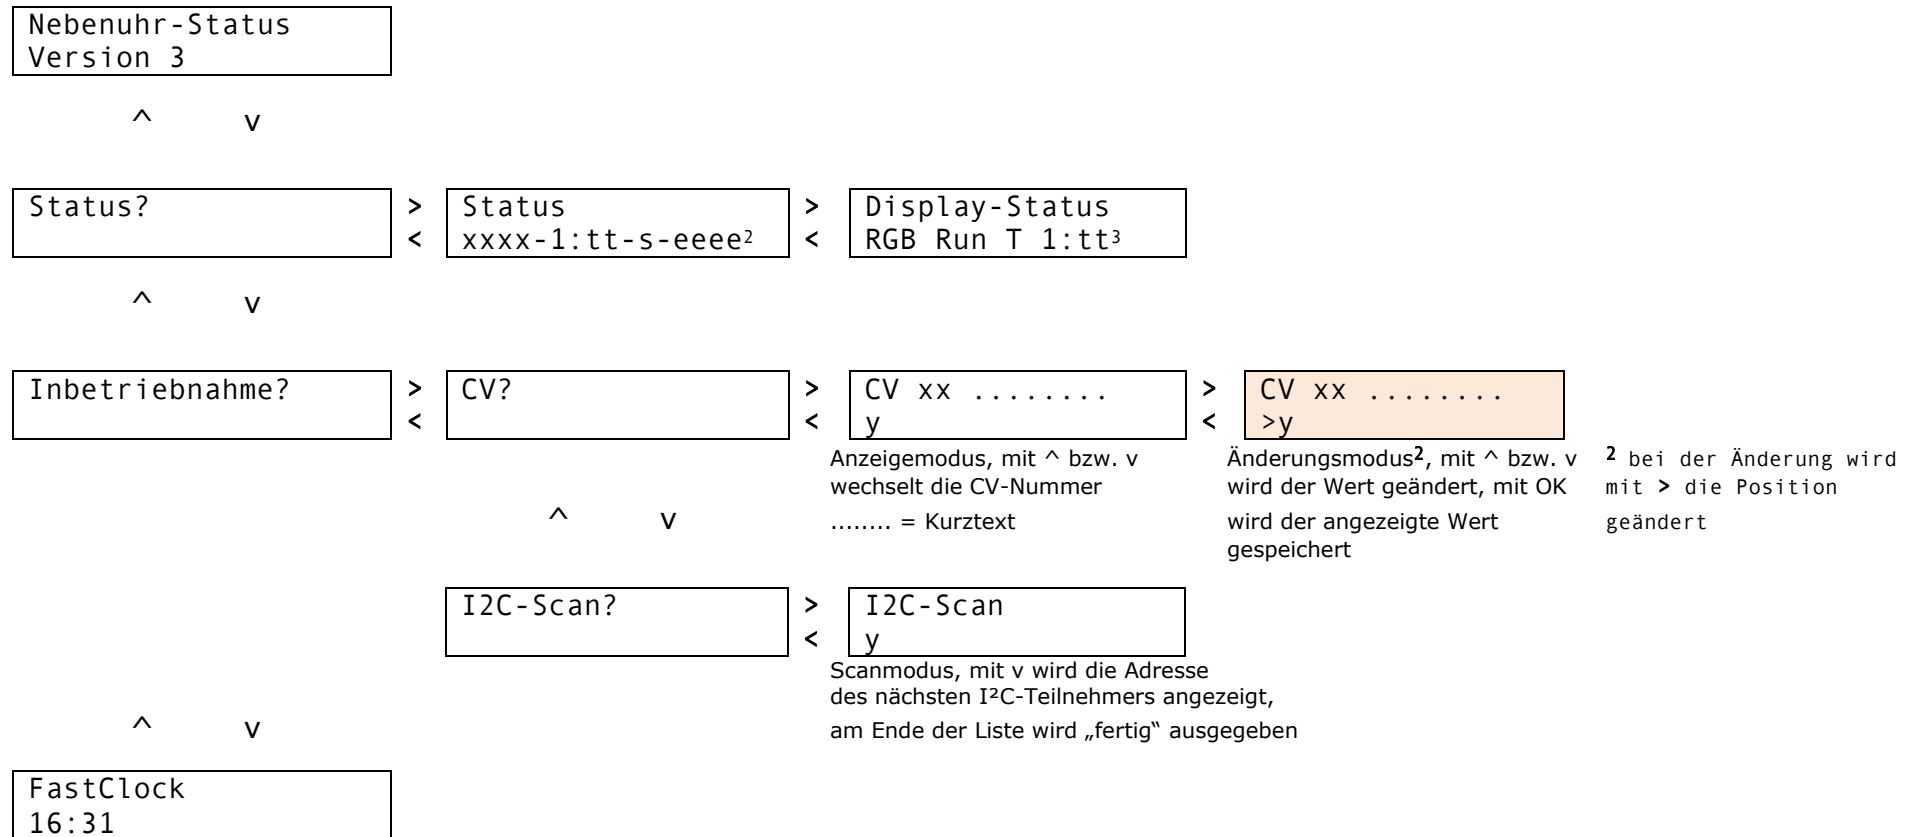 Nebenuhr-Status
Version 3
^ v
Status? > Status > Display-Status
< xxxx-1:tt-s-eeee² < RGB Run T 1:tt³
^ v
Inbetriebnahme? > CV? > CV xx ........ > CV xx ........
< < y < >y
Anzeigemodus, mit ^ bzw. v
wechselt die CV-Nummer
........ = Kurztext
Änderungsmodus², mit ^ bzw. v
wird der Wert geändert, mit OK
wird der angezeigte Wert
gespeichert
² bei der Änderung wird
mit > die Position
geändert
^ v
I2C-Scan? > I2C-Scan
< y
Scanmodus, mit v wird die Adresse
des nächsten I²C-Teilnehmers angezeigt,
am Ende der Liste wird „fertig“ ausgegeben
^ v
FastClock
16:31